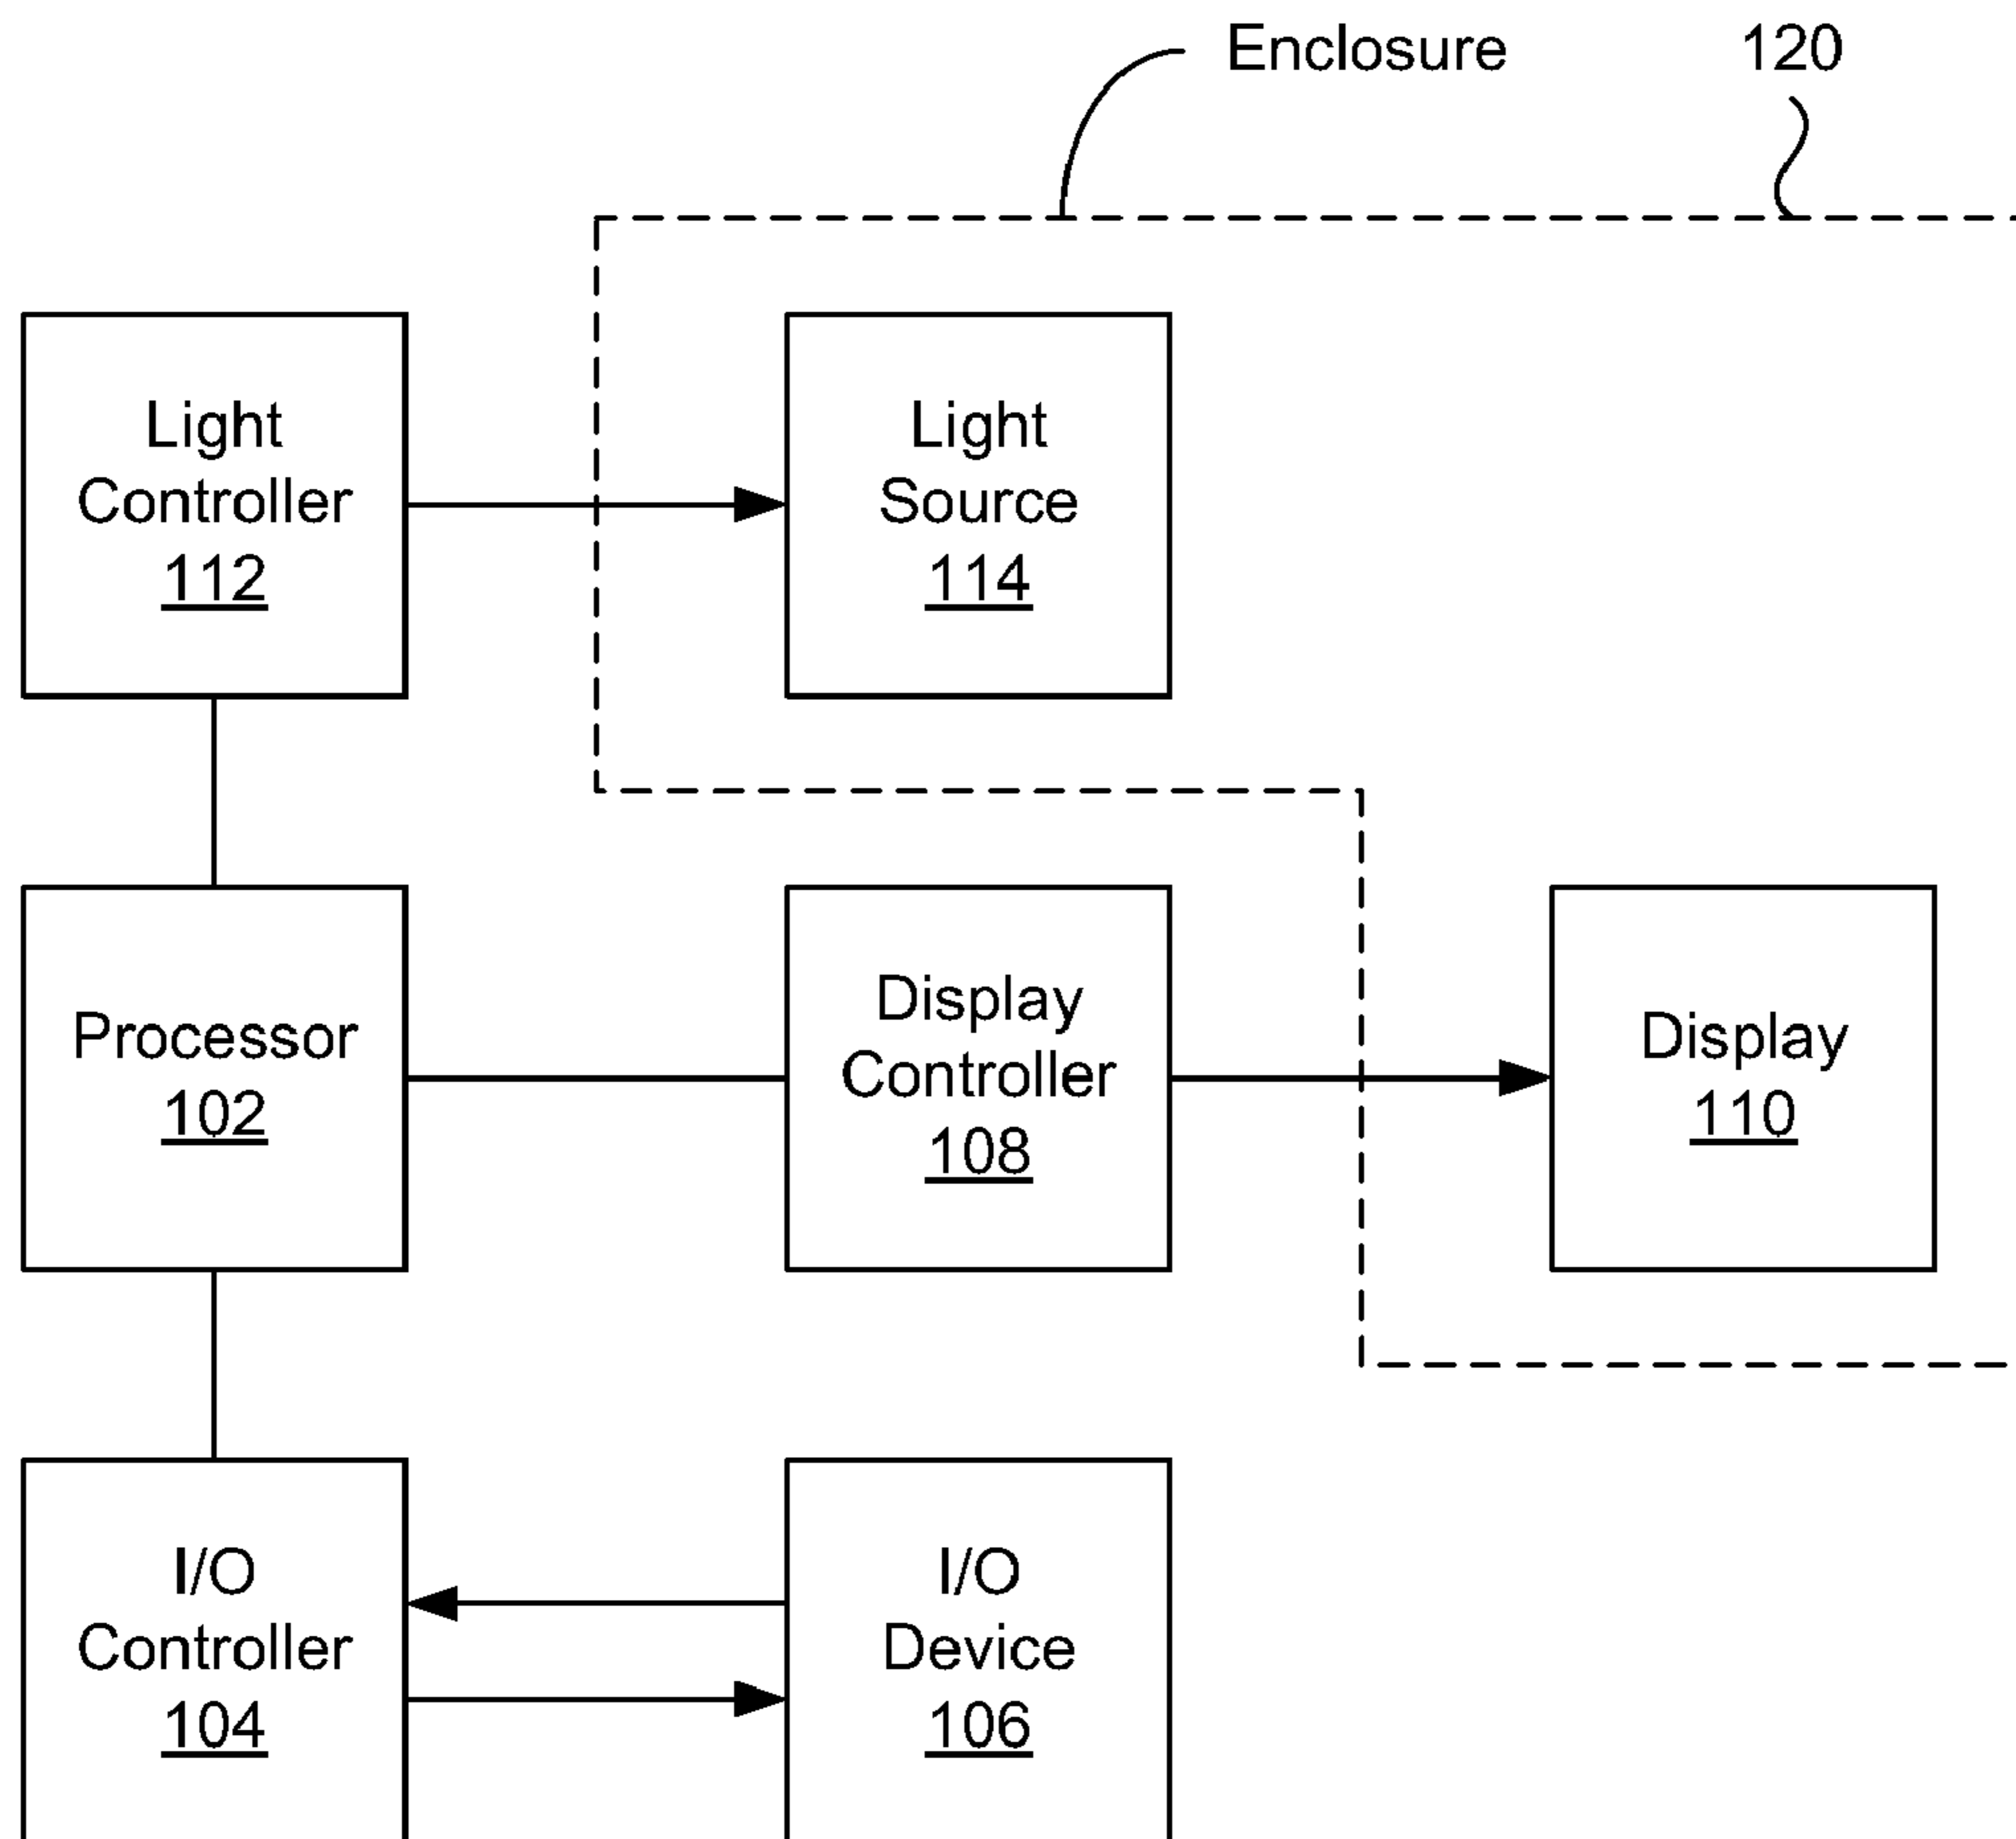 Enclosure
120
Light
Controller
112
Light
Source
114
Processor
102
Display
Controller
108
Display
110
I/O
Controller
104
I/O
Device
106